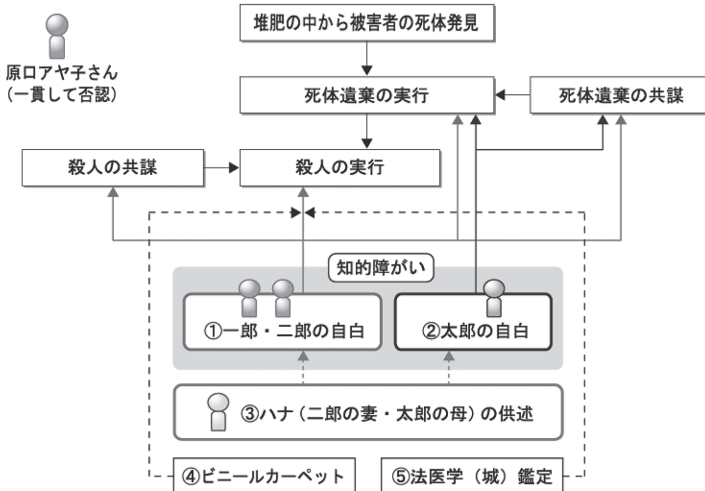 堆肥の中から被害者の死体発見
原口アヤ子さん
(一貫して否認)
死体遺棄の実行
死体遺棄の共謀
殺人の共謀
殺人の実行
知的障がい
①一郎・二郎の自白
②太郎の自白
③ハナ(二郎の妻・太郎の母)の供述
④ビニールカーペット
⑤法医学(城)鑑定